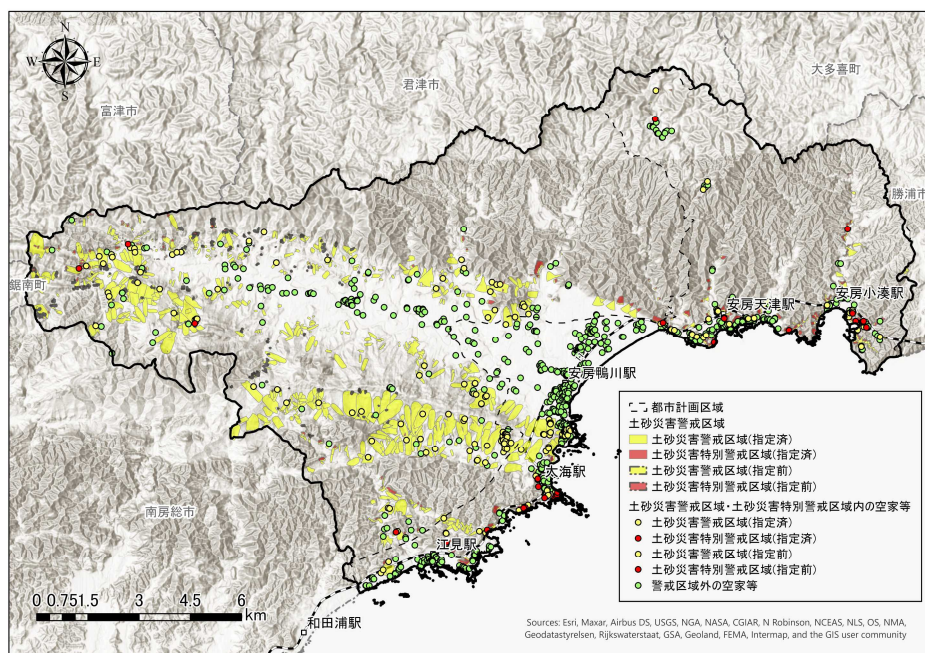 N
W
E
S
大多喜町
君津市
富津市
勝浦市
鋸南町
安房小湊駅
安房天津駅
安房鴨川駅
太海駅
江見駅
南房総市
和田浦駅
都市計画区域
土砂災害警戒区域
土砂災害警戒区域(指定済)
土砂災害特別警戒区域(指定済)
土砂災害警戒区域(指定前)
土砂災害特別警戒区域(指定前)
土砂災害警戒区域・土砂災害特別警戒区域内の空家等
土砂災害警戒区域(指定済)
土砂災害特別警戒区域(指定済)
土砂災害警戒区域(指定前)
土砂災害特別警戒区域(指定前)
警戒区域外の空家等
0 0.751.5 3 4.5 6
km
Sources: Esri, Maxar, Airbus DS, USGS, NGA, NASA, CGIAR, N Robinson, NCEAS, NLS, OS, NMA,
Geodatastyrelsen, Rijkswaterstaat, GSA, Geoland, FEMA, Intermap, and the GIS user community